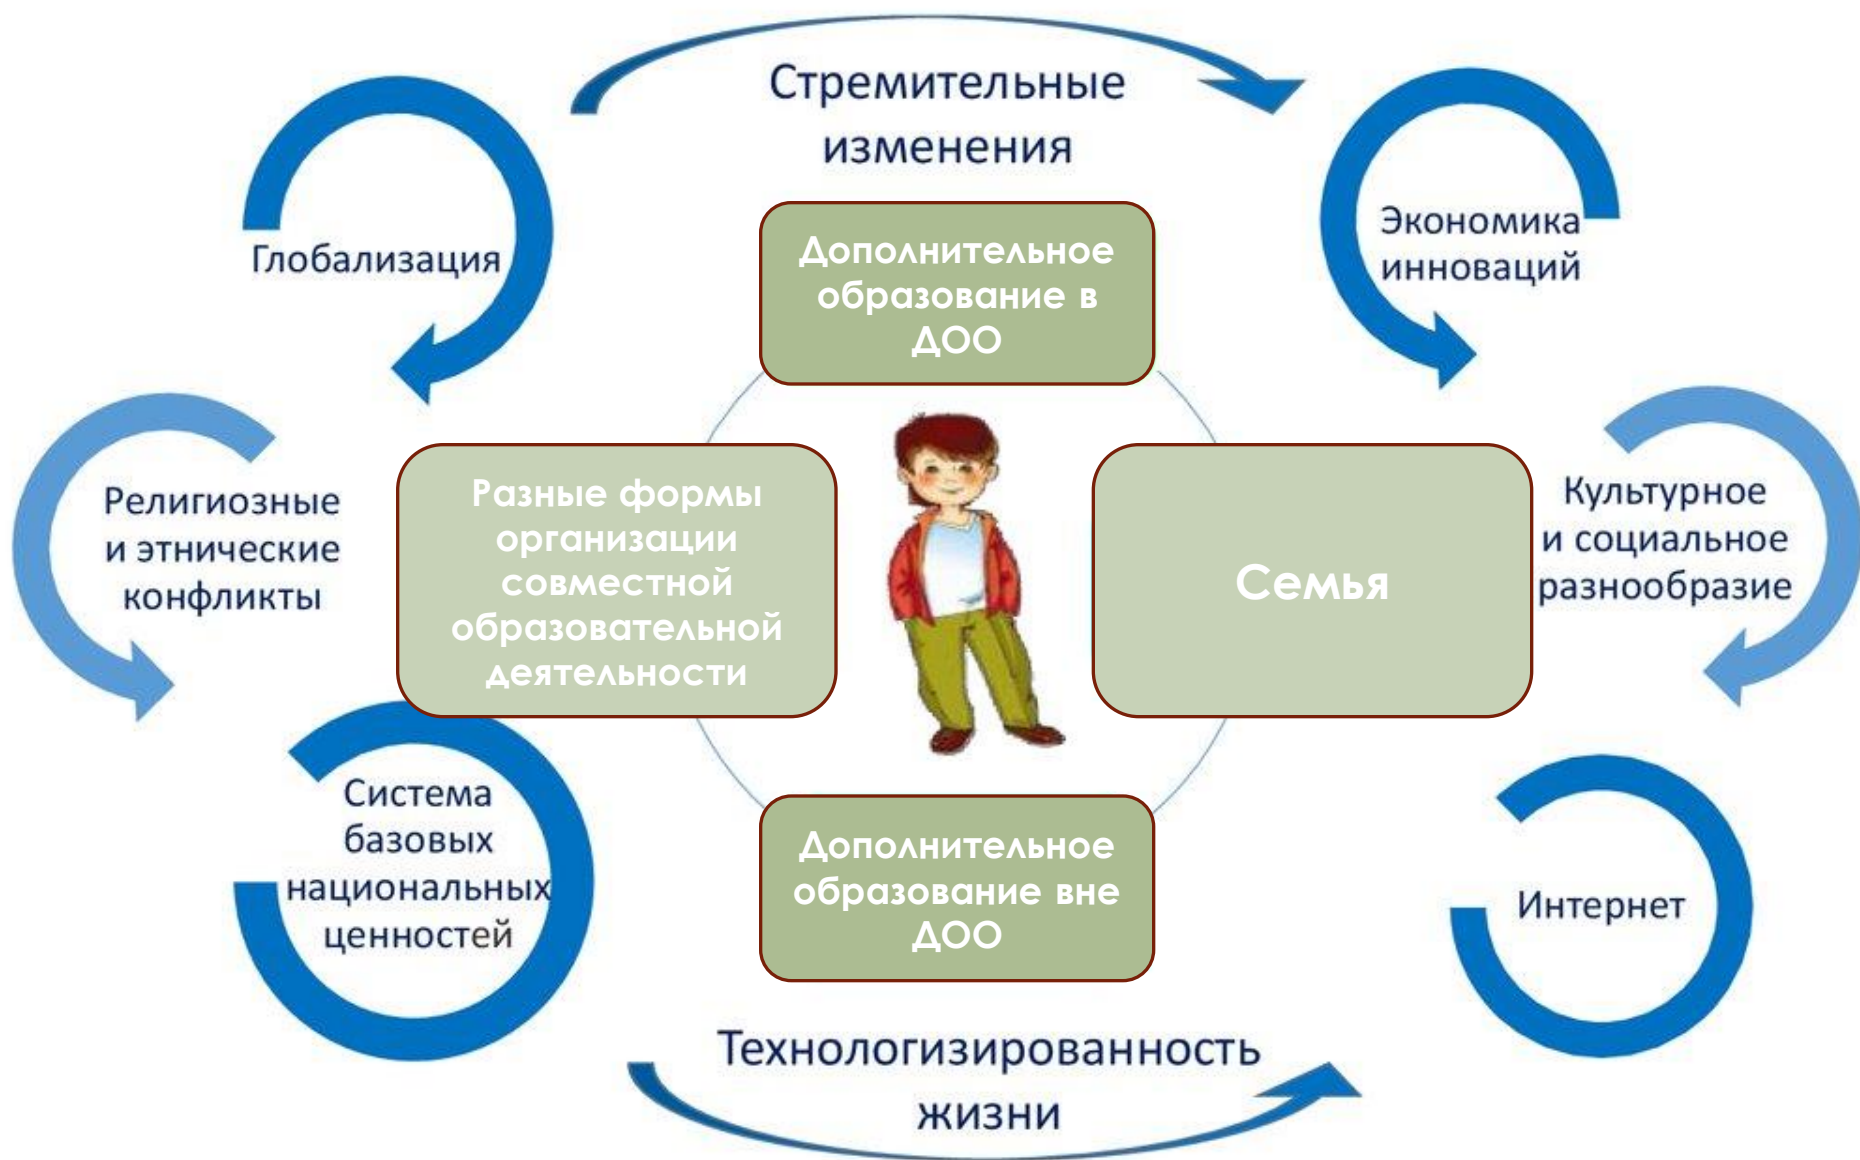 Стремительные
изменения
Глобализация
Экономика
инноваций
Дополнительное
образование в
ДОО
Религиозные
и этнические
конфликты
Разные формы
организации
совместной
образовательной
деятельности
Семья
Культурное
и социальное
разнообразие
Система
базовых
национальных
ценностей
Дополнительное
образование вне
ДОО
Интернет
Технологизированность
жизни